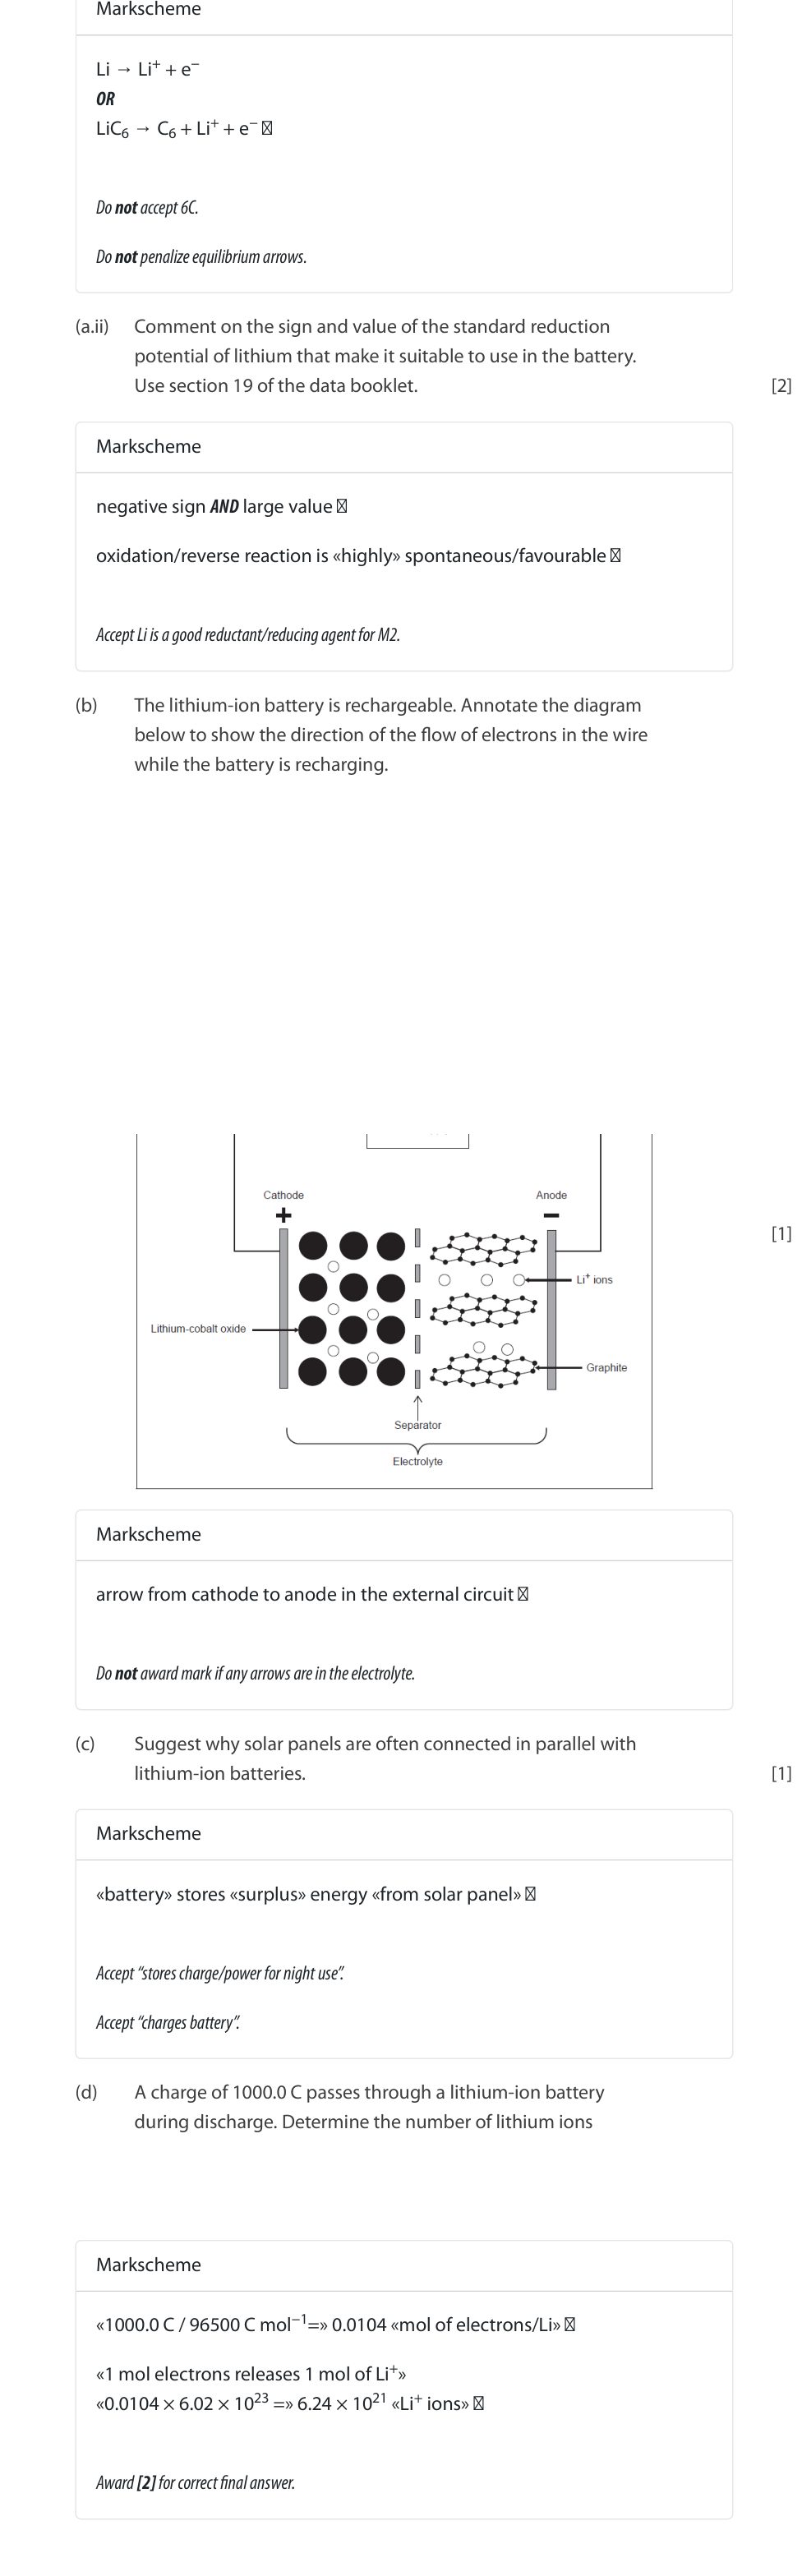 Markscheme
Li → Li⁺ + e⁻
OR
LiC₆ → C₆ + Li⁺ + e⁻
Do not accept 6C.
Do not penalize equilibrium arrows.
(a.ii) Comment on the sign and value of the standard reduction
potential of lithium that make it suitable to use in the battery.
Use section 19 of the data booklet. [2]
Markscheme
negative sign AND large value
oxidation/reverse reaction is «highly» spontaneous/favourable
Accept Li is a good reductant/reducing agent for M2.
(b) The lithium-ion battery is rechargeable. Annotate the diagram
below to show the direction of the flow of electrons in the wire
while the battery is recharging.
Cathode Anode
+ − [1]
Li⁺ ions
Lithium-cobalt oxide
Graphite
Separator
Electrolyte
Markscheme
arrow from cathode to anode in the external circuit
Do not award mark if any arrows are in the electrolyte.
(c) Suggest why solar panels are often connected in parallel with
lithium-ion batteries. [1]
Markscheme
«battery» stores «surplus» energy «from solar panel»
Accept “stores charge/power for night use”.
Accept “charges battery”.
(d) A charge of 1000.0 C passes through a lithium-ion battery
during discharge. Determine the number of lithium ions
Markscheme
«1000.0 C / 96500 C mol⁻¹=» 0.0104 «mol of electrons/Li»
«1 mol electrons releases 1 mol of Li⁺»
«0.0104 × 6.02 × 10²³ =» 6.24 × 10²¹ «Li⁺ ions»
Award [2] for correct final answer.